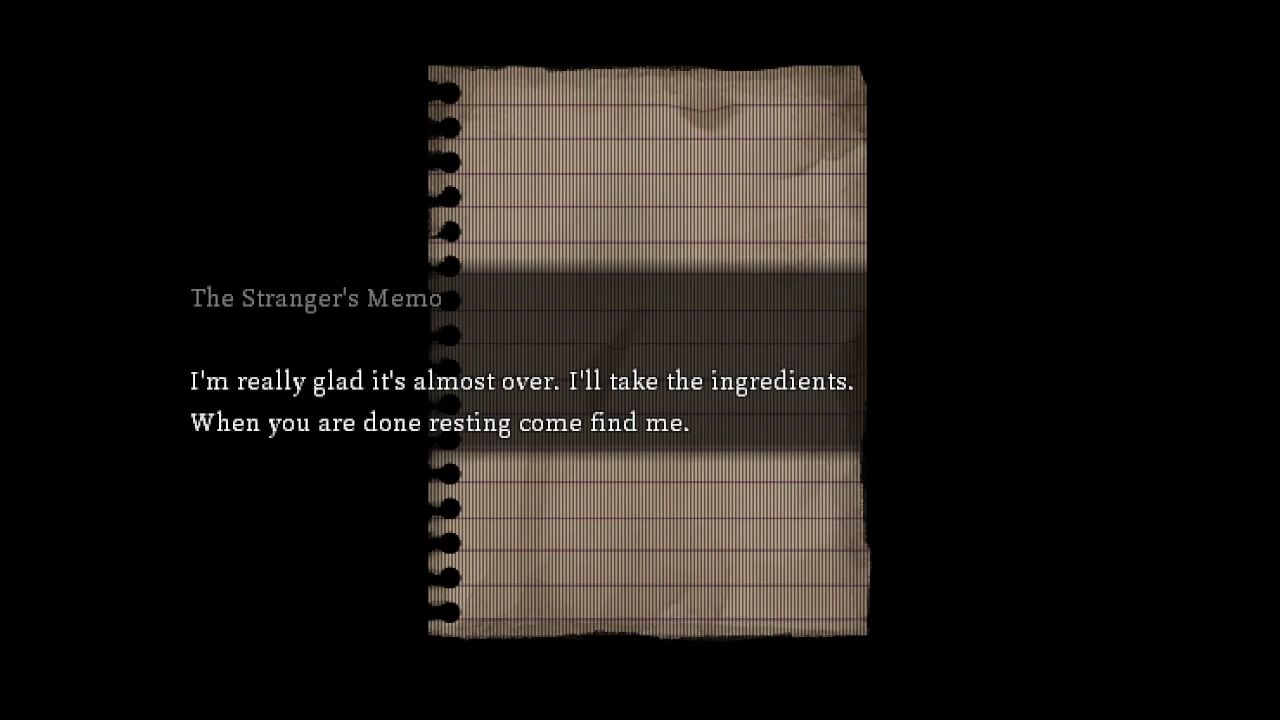 The Stranger's Memo
I'm really glad it's almost over. I'll take the ingredients.
When you are done resting come find me.